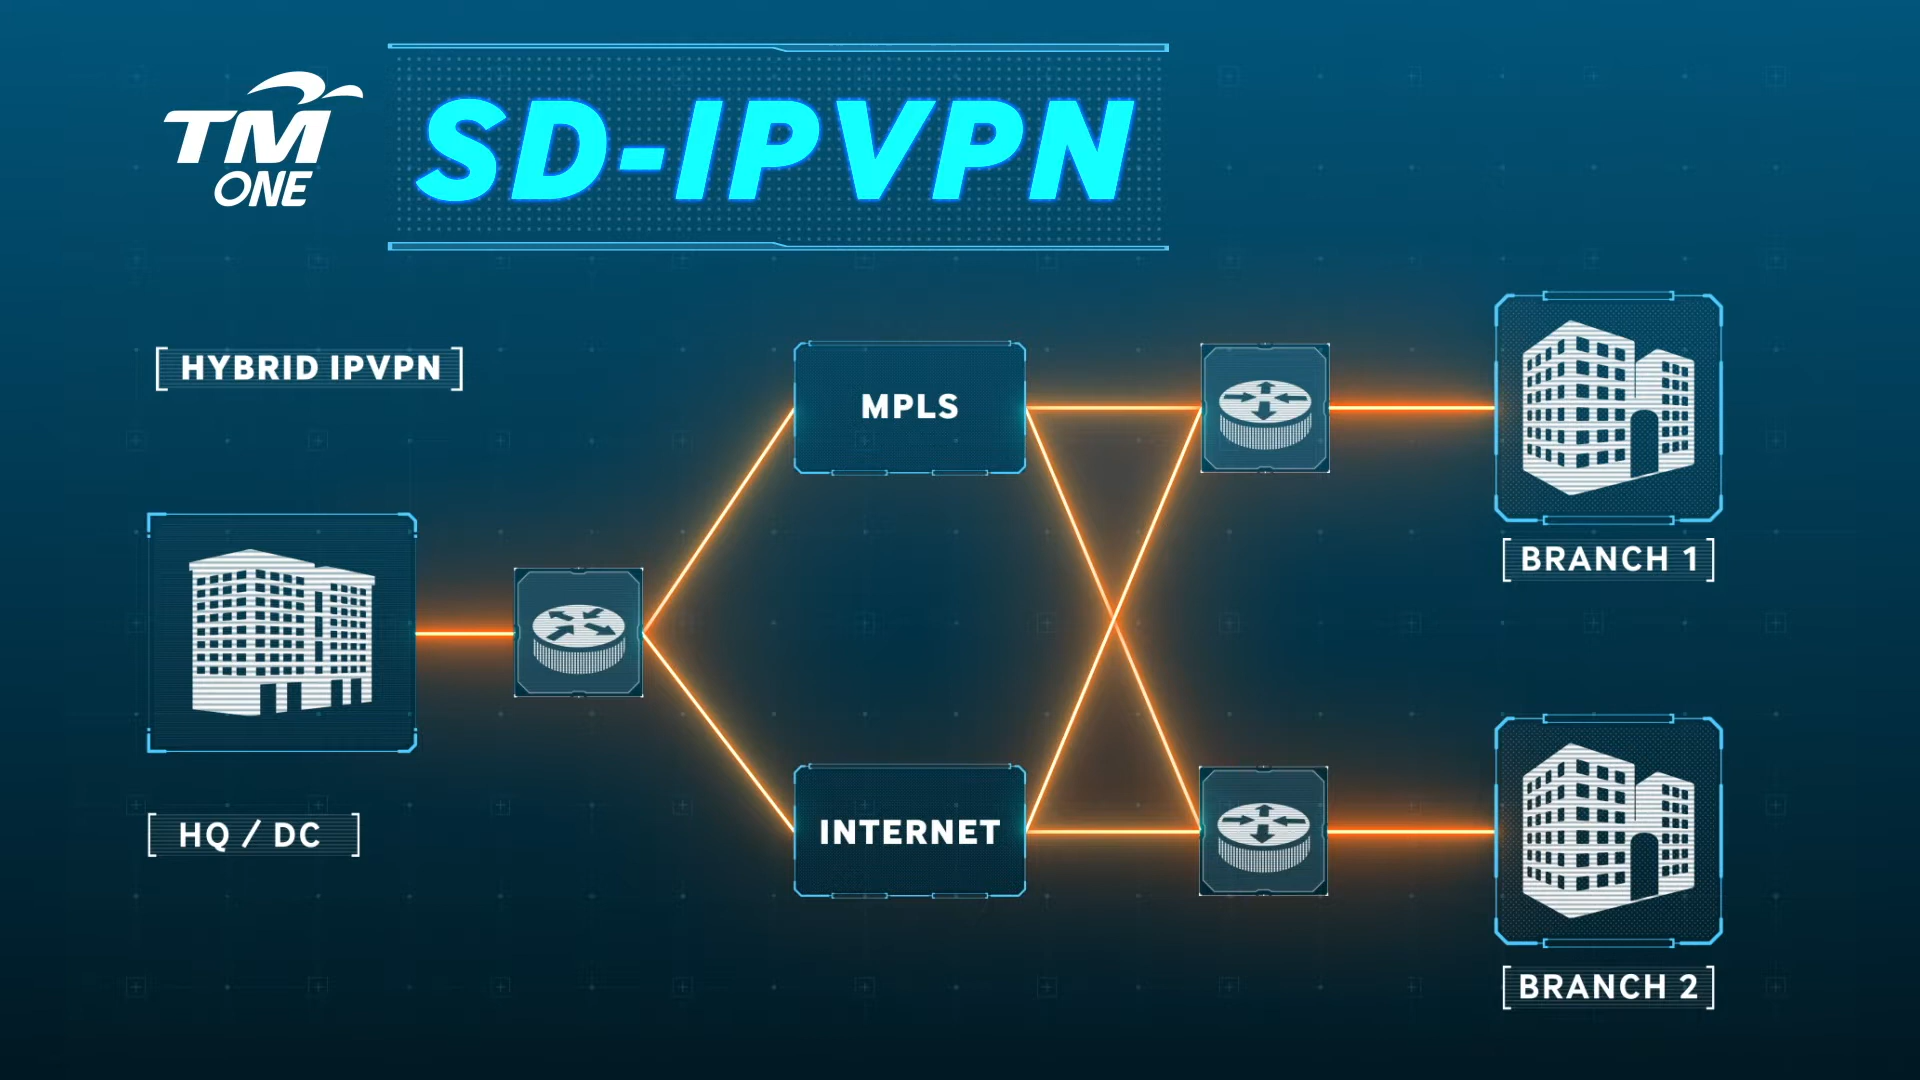 TM
ONE
SD-IPVPN
HYBRID IPVPN
MPLS
BRANCH 1
HQ / DC
INTERNET
BRANCH 2